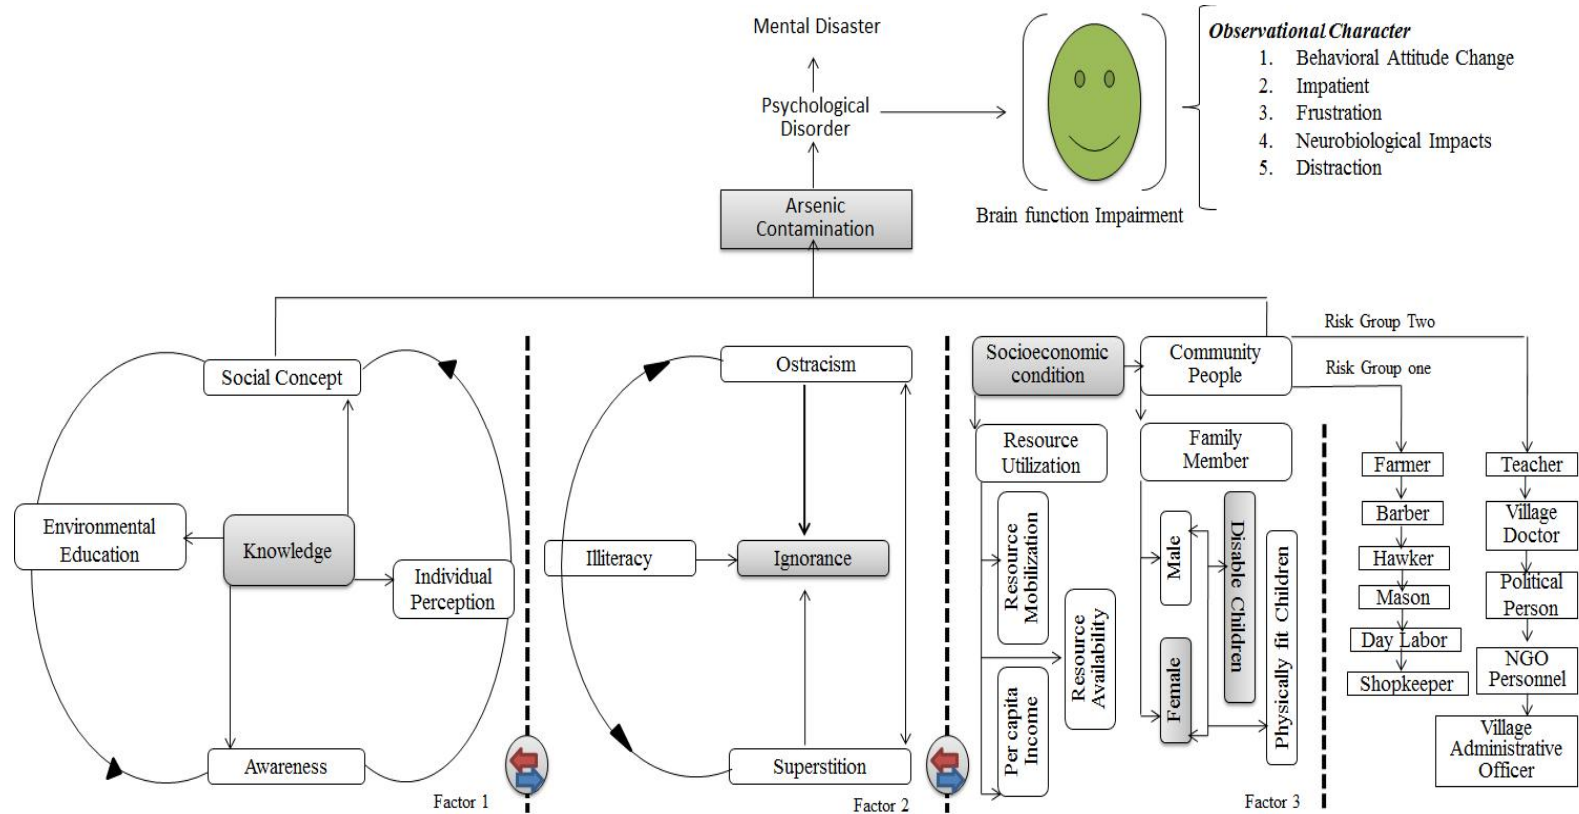 Mental Disaster
Psychological
Disorder
Observational Character
1. Behavioral Attitude Change
2. Impatient
3. Frustration
4. Neurobiological Impacts
5. Distraction
Brain function Impairment
Arsenic
Contamination
Social Concept
Environmental
Education
Knowledge
Individual
Perception
Awareness
Factor 1
Ostracism
Illiteracy
Ignorance
Superstition
Factor 2
Socioeconomic
condition
Community
People
Resource
Utilization
Family
Member
Resource
Mobilization
Resource
Availability
Per capita
Income
Male
Female
Disable Children
Physically fit Children
Factor 3
Risk Group Two
Risk Group one
Farmer
Barber
Hawker
Mason
Day Labor
Shopkeeper
Teacher
Village
Doctor
Political
Person
NGO
Personnel
Village
Administrative
Officer